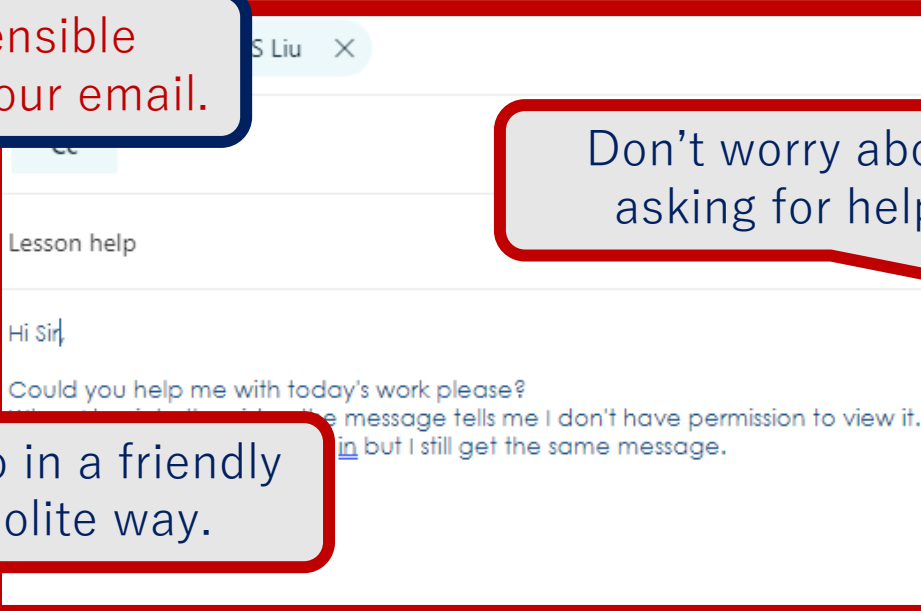 ensible
our email.
S Liu
Cc
Don't worry abo
asking for help
Lesson help
Hi Sir,
Could you help me with today's work please?
message tells me I don't have permission to view it.
in but I still get the same message.
o in a friendly
olite way.